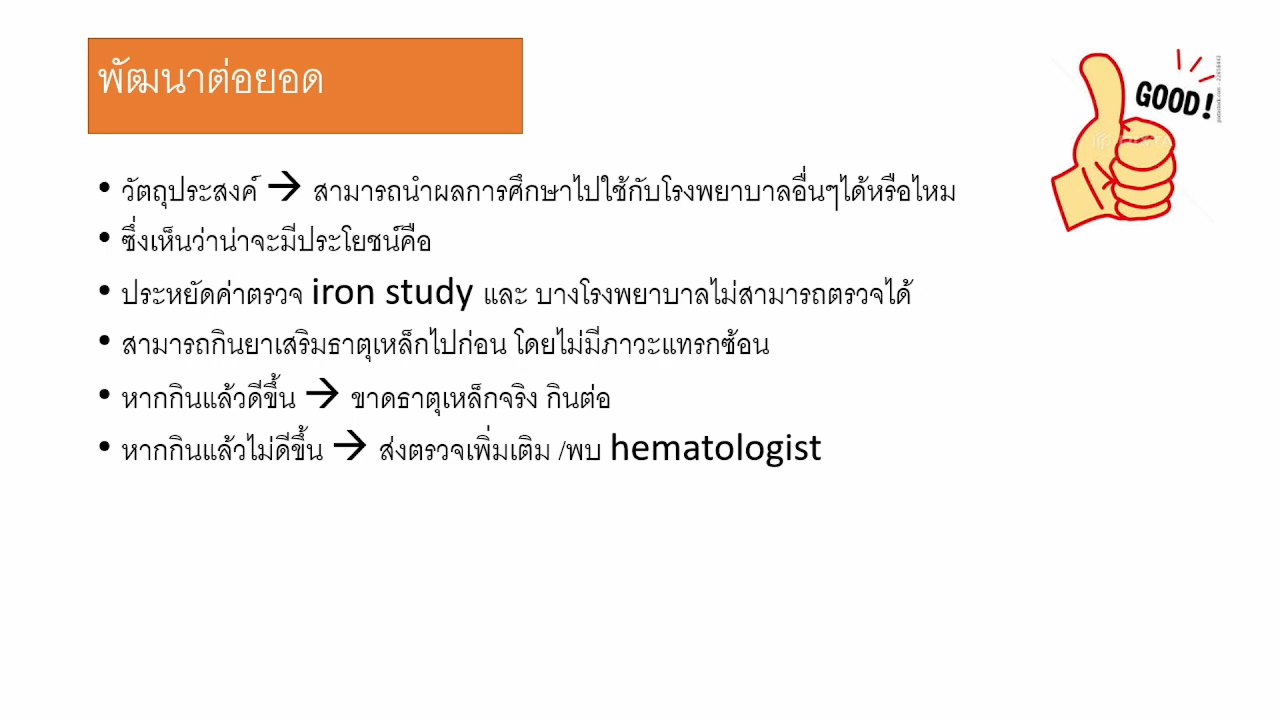 พัฒนาต่อยอด
GOOD!
• วัตถุประสงค์ → สามารถนำผลการศึกษาไปใช้กับโรงพยาบาลอื่นๆได้หรือไหม
• ซึ่งเห็นว่าน่าจะมีประโยชน์คือ
• ประหยัดค่าตรวจ iron study และ บางโรงพยาบาลไม่สามารถตรวจได้
• สามารถกินยาเสริมธาตุเหล็กไปก่อน โดยไม่มีภาวะแทรกซ้อน
• หากกินแล้วดีขึ้น → ขาดธาตุเหล็กจริง กินต่อ
• หากกินแล้วไม่ดีขึ้น → ส่งตรวจเพิ่มเติม /พบ hematologist